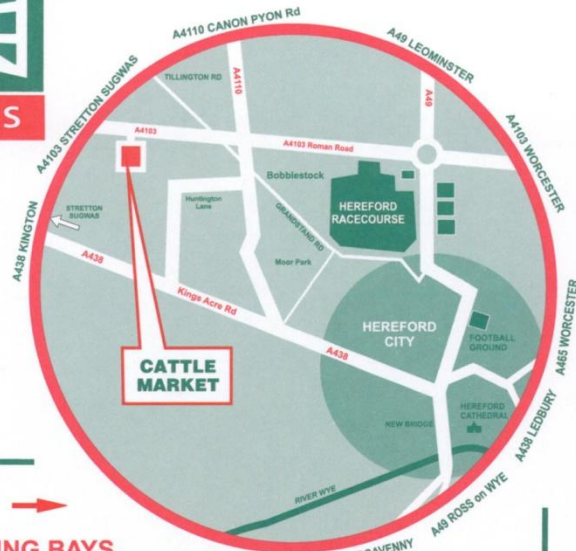 A4110 CANON PYON Rd
A49 LEOMINSTER
A4103 STRETTON SUGWAS
A4103 WORCESTER
S
TILLINGTON RD
A4110
A49
A4103
A4103 Roman Road
Bobblestock
HEREFORD
RACECOURSE
Huntington
Lane
GRANDSTAND RD
STRETTON
SUGWAS
A438 KINGTON
A438
Moor Park
Kings Acre Rd
HEREFORD
CITY
FOOTBALL
GROUND
A465 WORCESTER
A438
CATTLE
MARKET
HEREFORD
CATHEDRAL
NEW BRIDGE
A438 LEDBURY
RIVER WYE
A49 ROSS on WYE